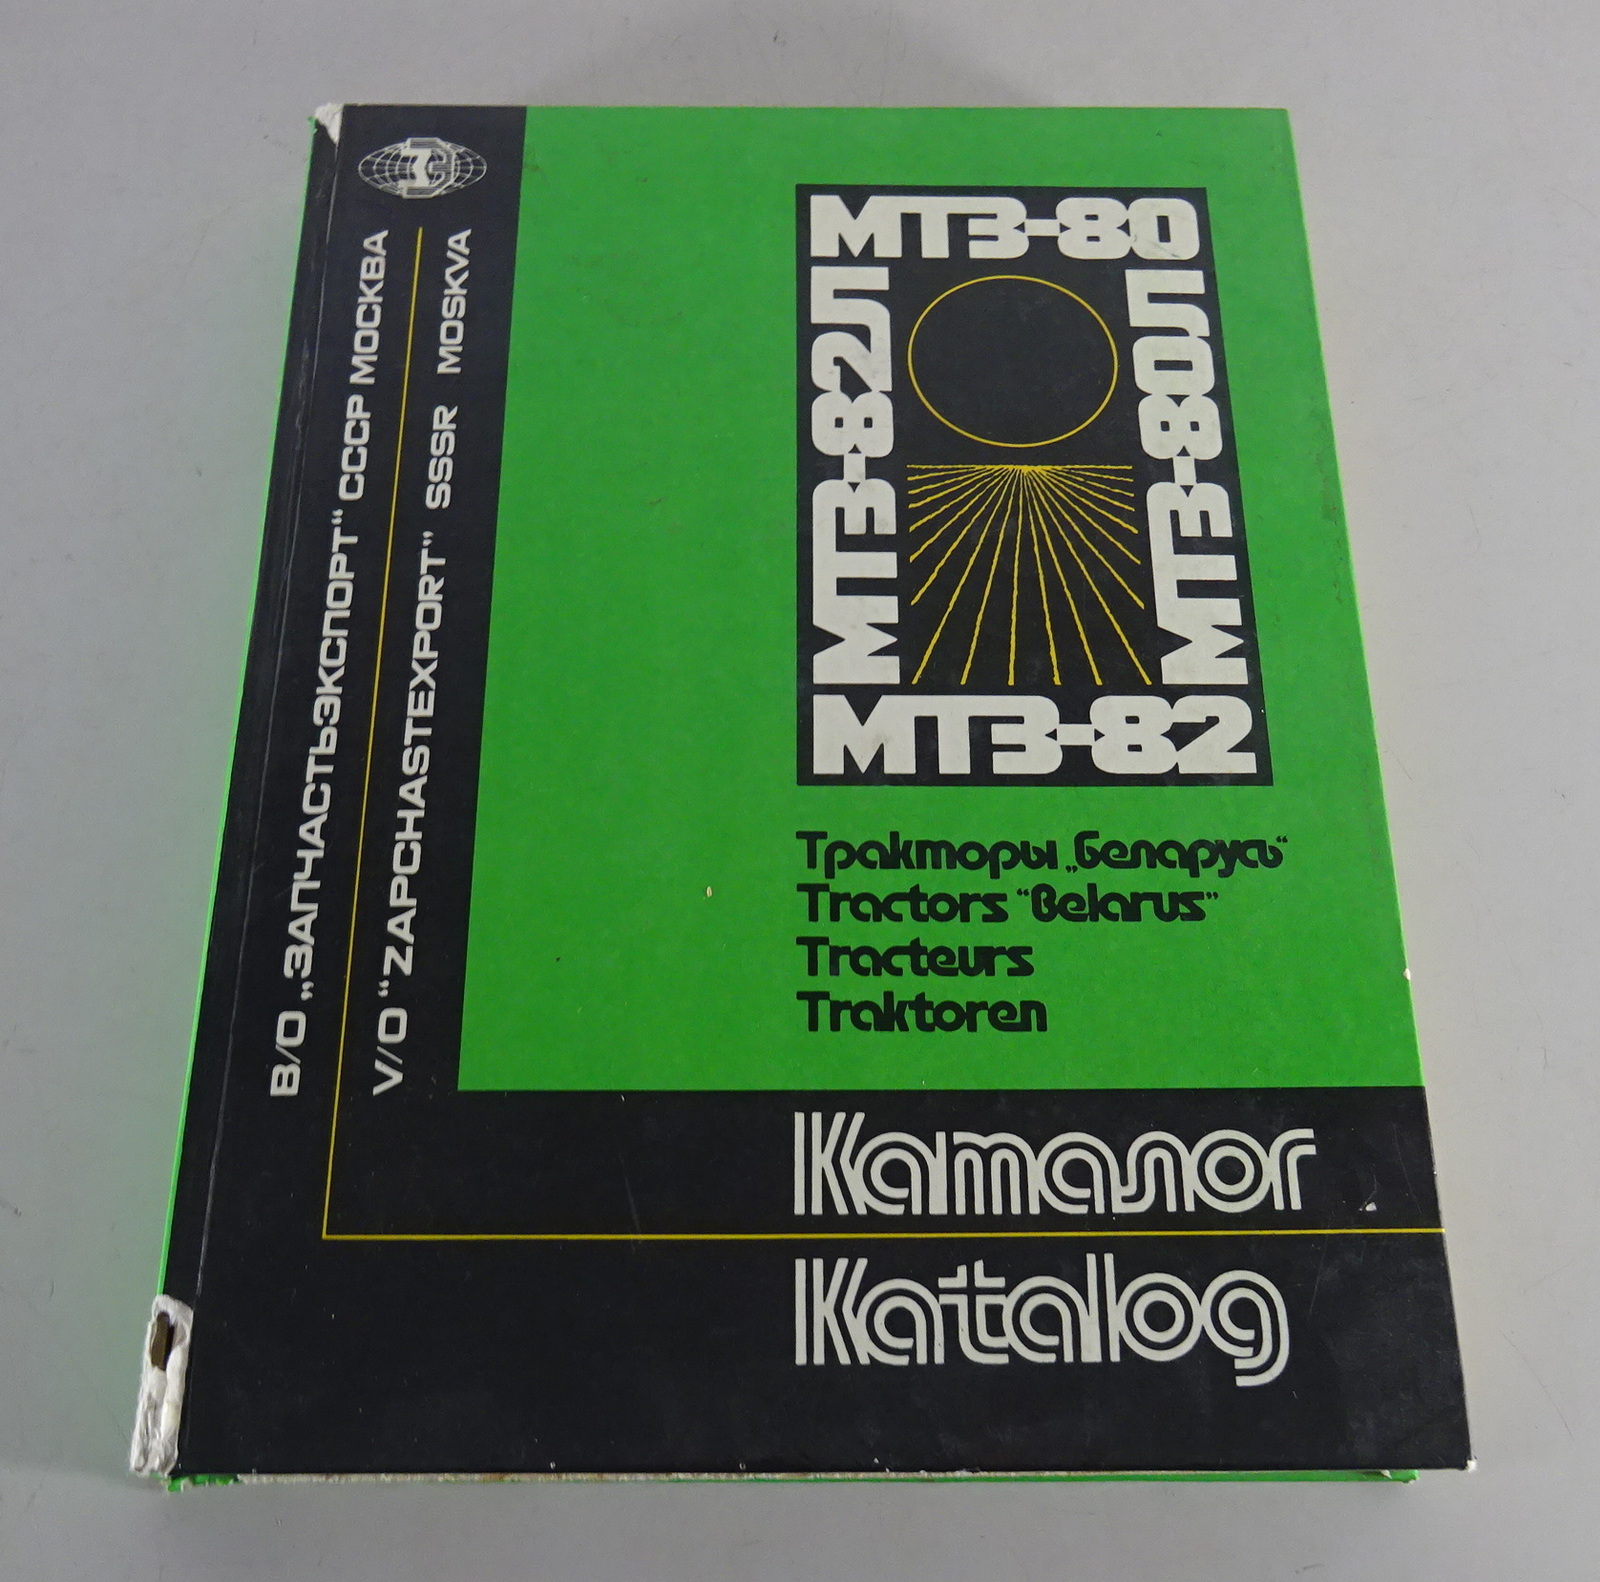 В/О „ЗАПЧАСТЬЭКСПОРТ“ СССР МОСКВА
V/O “ZAPCHASTEXPORT” SSSR MOSKVA
МТЗ-80
МТЗ-82Л
МТЗ-80Л
МТЗ-82
Тракторы „Беларусь“
Tractors “Belarus”
Tracteurs
Traktoren
Каталог
Katalog